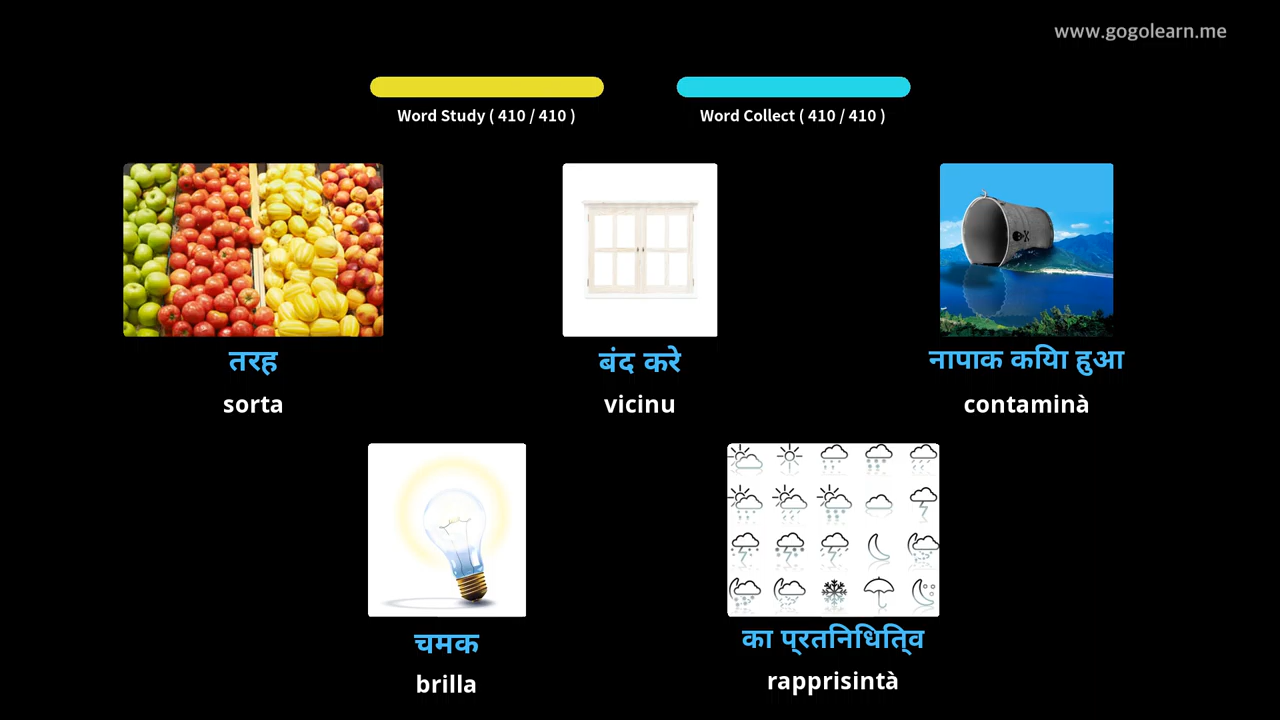 www.gogolearn.me
Word Study ( 410 / 410 )
Word Collect ( 410 / 410 )
तरह
बंद करे
नापाक कयिा हुआ
sorta
vicinu
contaminà
चमक
का प्रतनिधिित्वि
brilla
rapprisintà